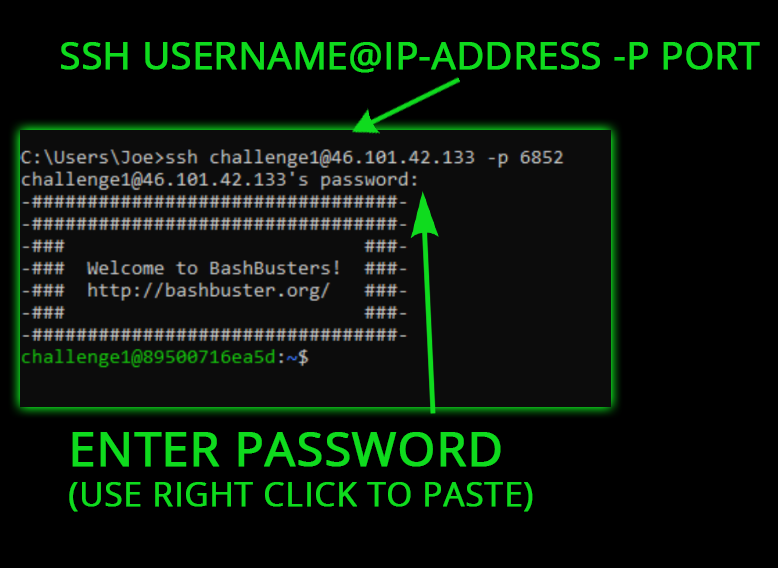 SSH USERNAME@IP-ADDRESS -P PORT
C:\Users\Joe>ssh challenge1@46.101.42.133 -p 6852
challenge1@46.101.42.133's password:
-#################################-
-#################################-
-###                           ###-
-###  Welcome to BashBusters!  ###-
-###  http://bashbuster.org/   ###-
-###                           ###-
-#################################-
challenge1@89500716ea5d:~$
ENTER PASSWORD
(USE RIGHT CLICK TO PASTE)